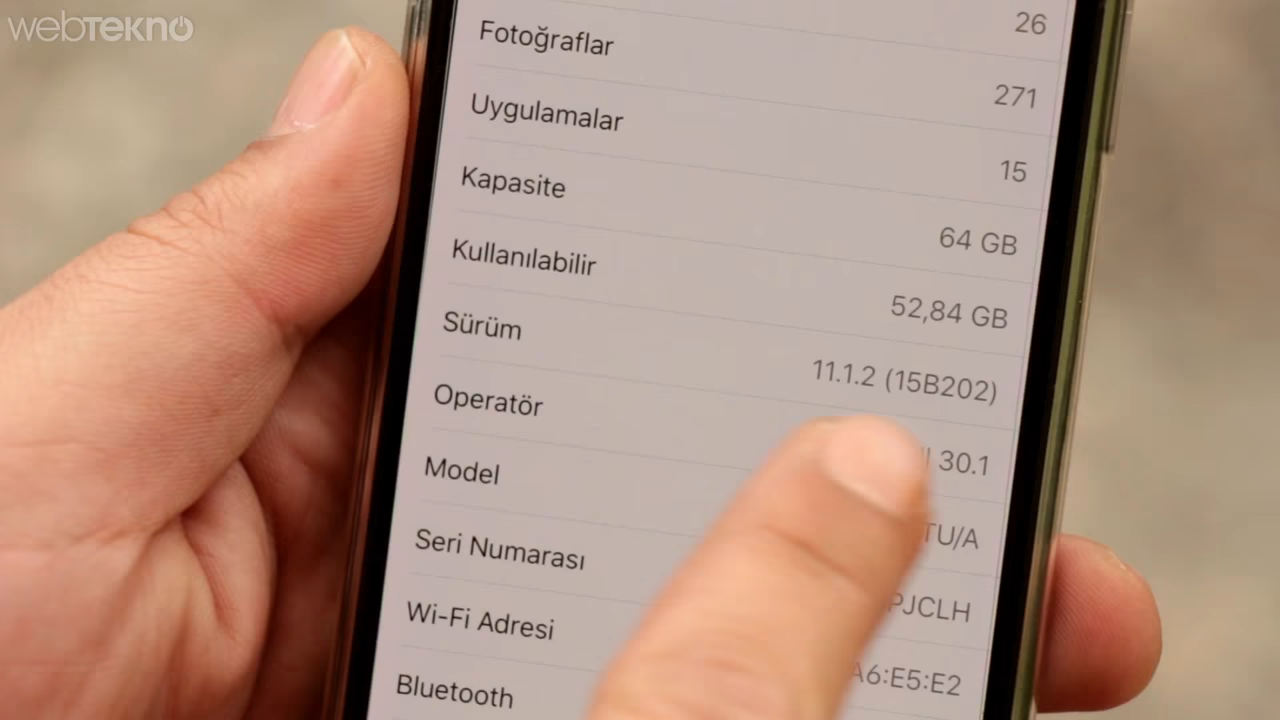 webtekno
26
Fotoğraflar 271
Uygulamalar 15
Kapasite 64 GB
Kullanılabilir 52,84 GB
Sürüm 11.1.2 (15B202)
Operatör 30.1
Model TU/A
Seri Numarası PJCLH
Wi-Fi Adresi A6:E5:E2
Bluetooth